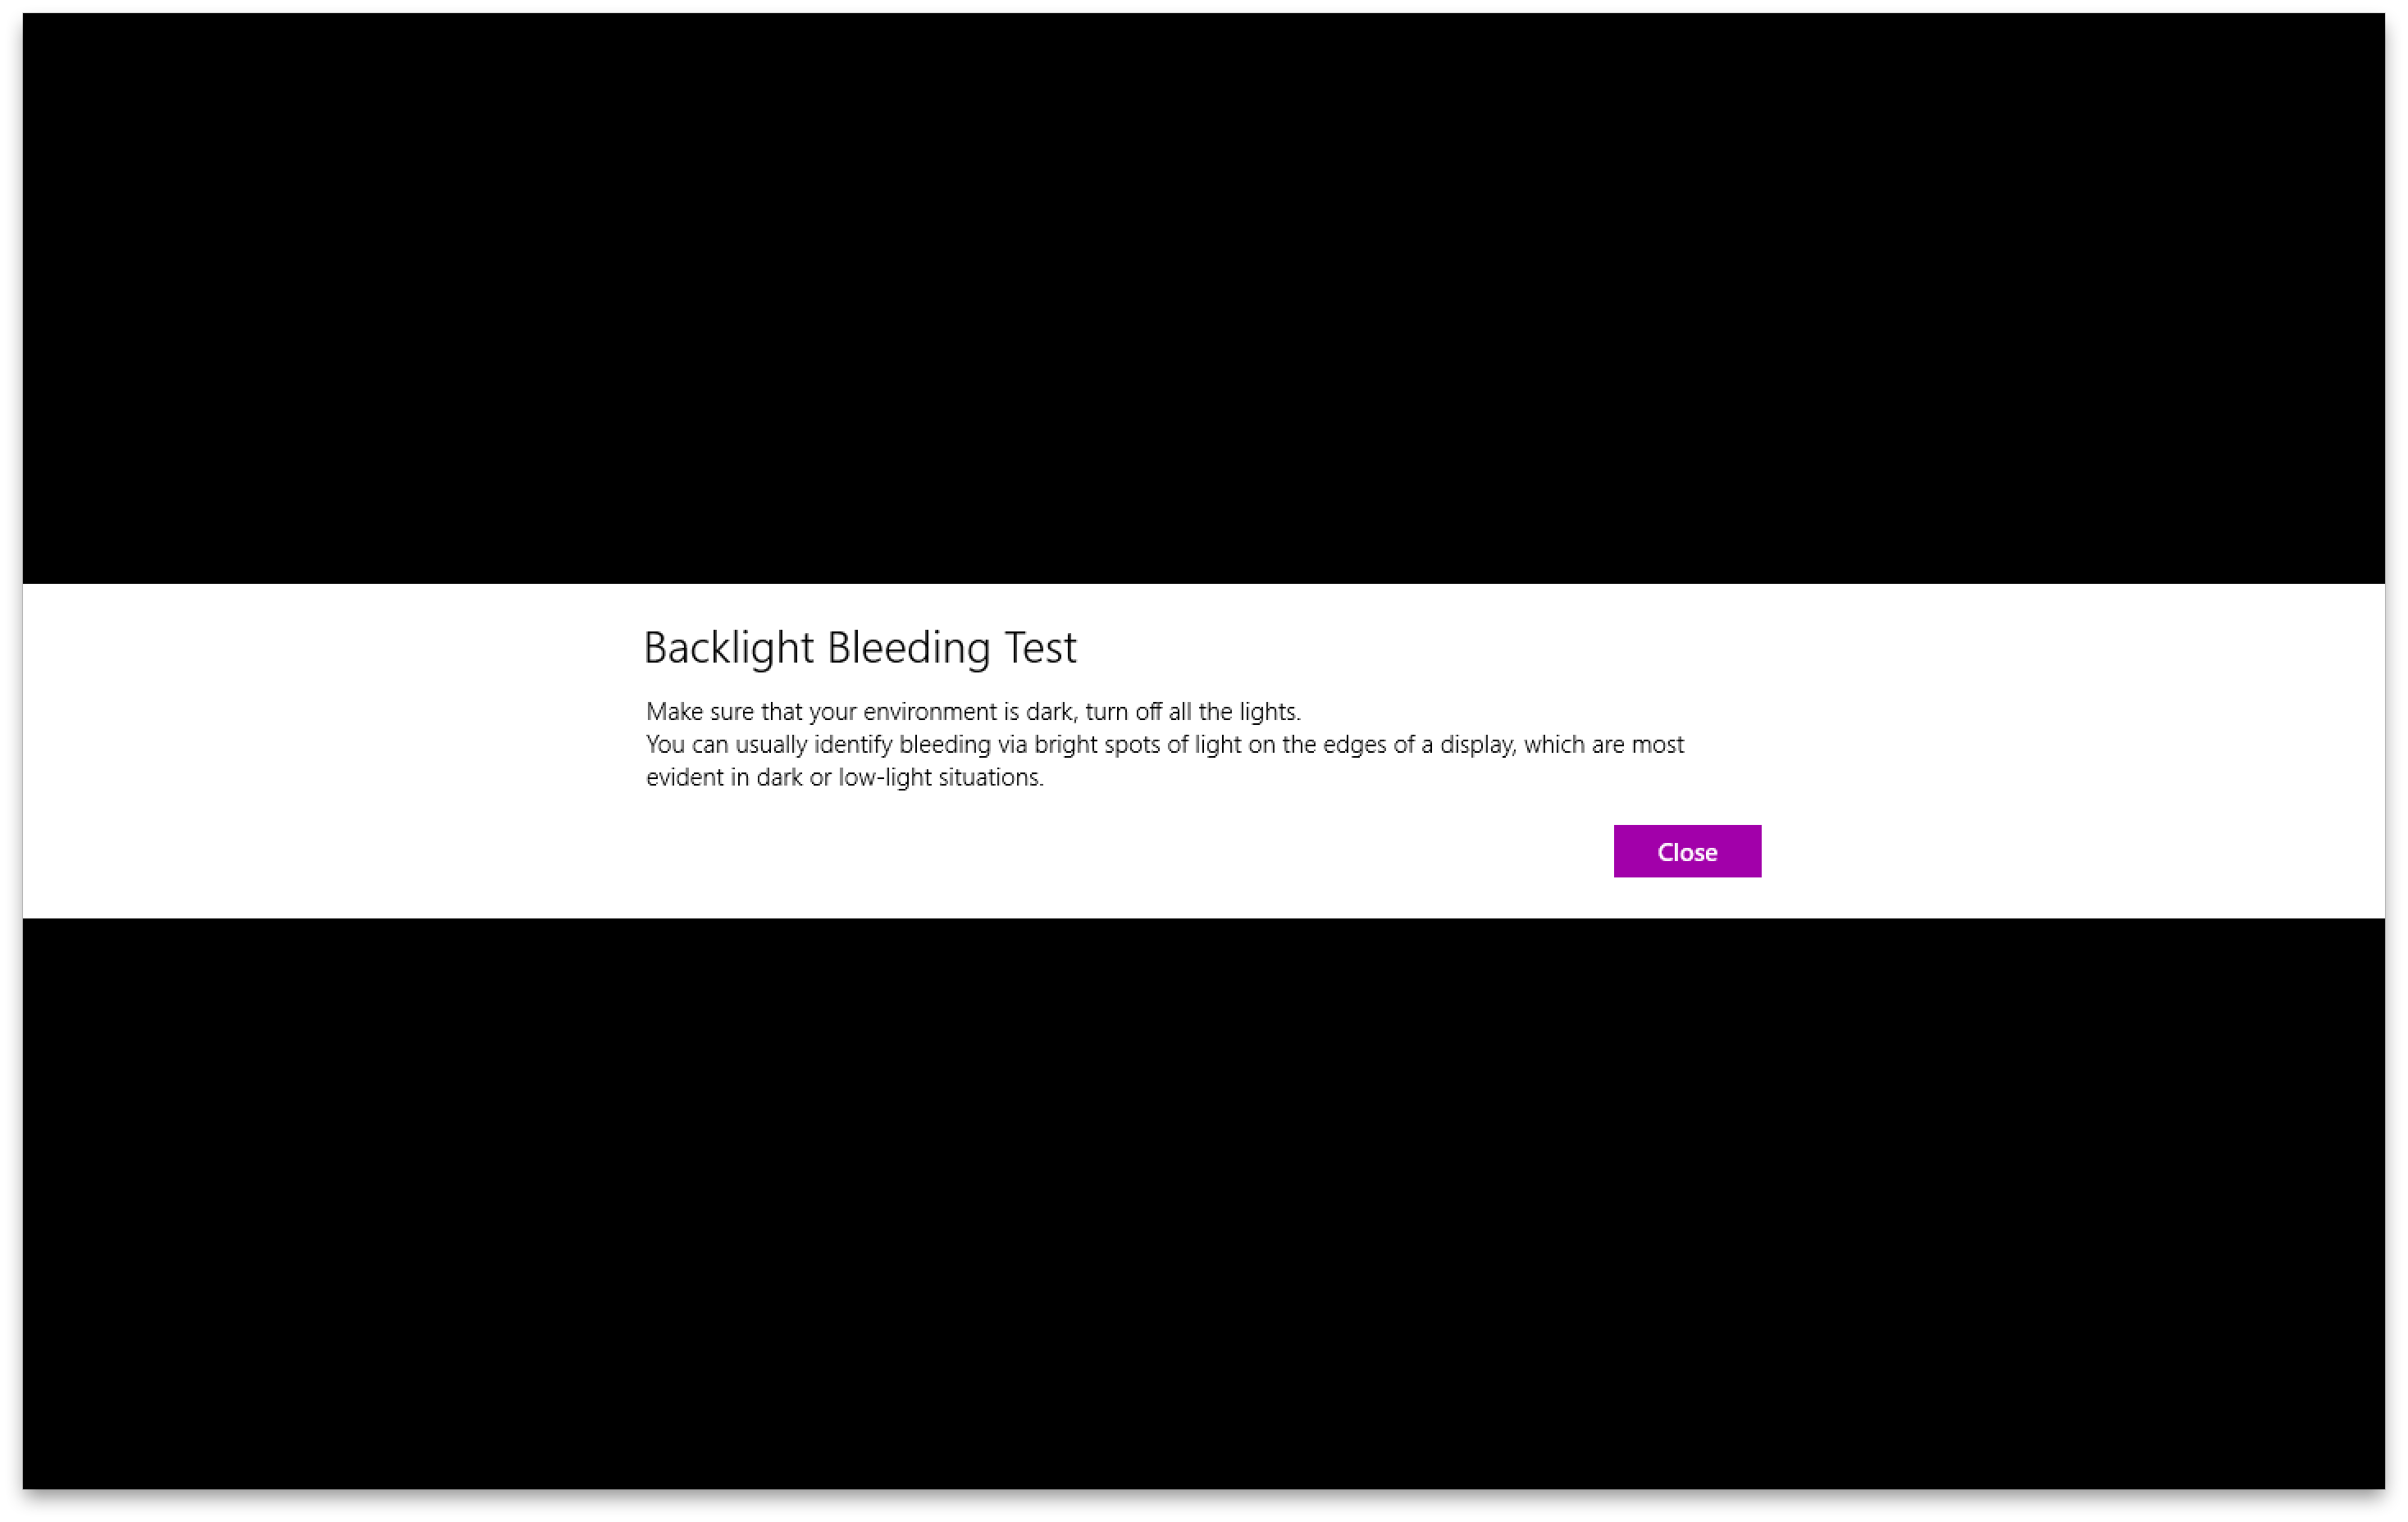 Backlight Bleeding Test
Make sure that your environment is dark, turn off all the lights.
You can usually identify bleeding via bright spots of light on the edges of a display, which are most
evident in dark or low-light situations.
Close